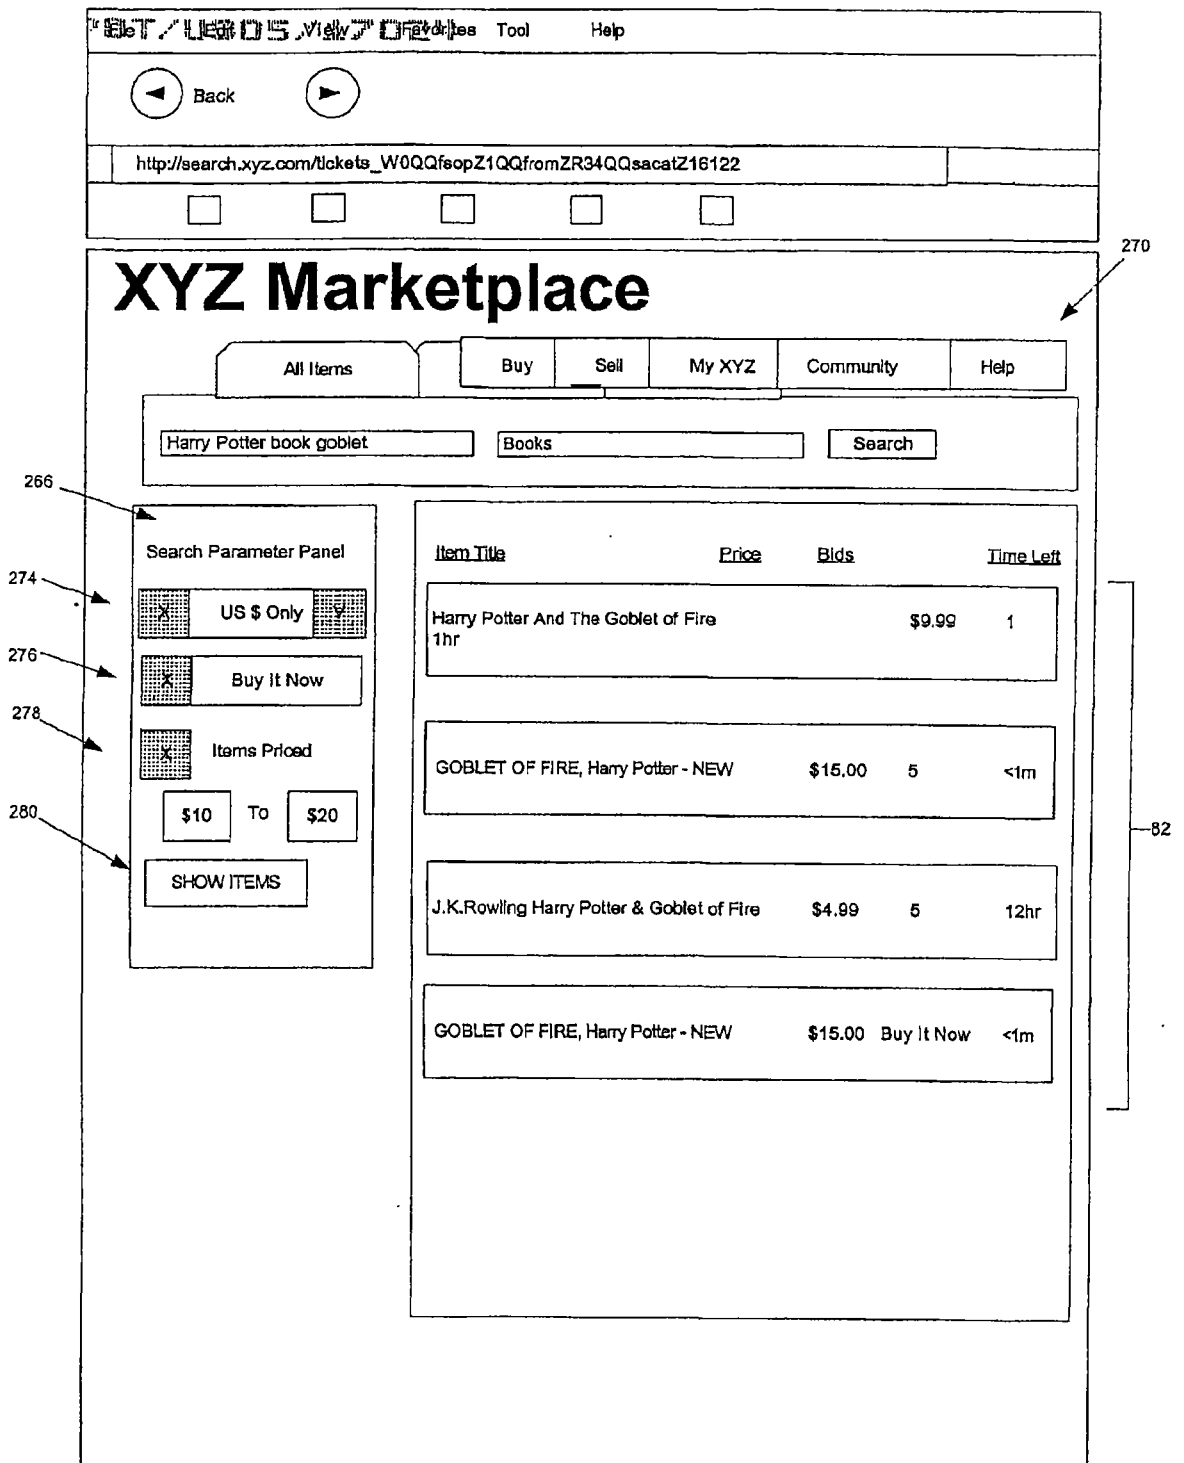 View Favorites Tool Help
Back
http://search.xyz.com/tickets_W0QQfsopZ1QQfromZR34QQsacatZ16122
270
XYZ Marketplace
All Items Buy Sell My XYZ Community Help
Harry Potter book goblet Books Search
266
Search Parameter Panel
274
X US $ Only Y
276
X Buy It Now
278
X Items Priced
$10 To $20
280
SHOW ITEMS
Item Title Price Bids Time Left
Harry Potter And The Goblet of Fire $9.99 1
1hr
GOBLET OF FIRE, Harry Potter - NEW $15.00 5 <1m
82
J.K.Rowling Harry Potter & Goblet of Fire $4.99 5 12hr
GOBLET OF FIRE, Harry Potter - NEW $15.00 Buy It Now <1m